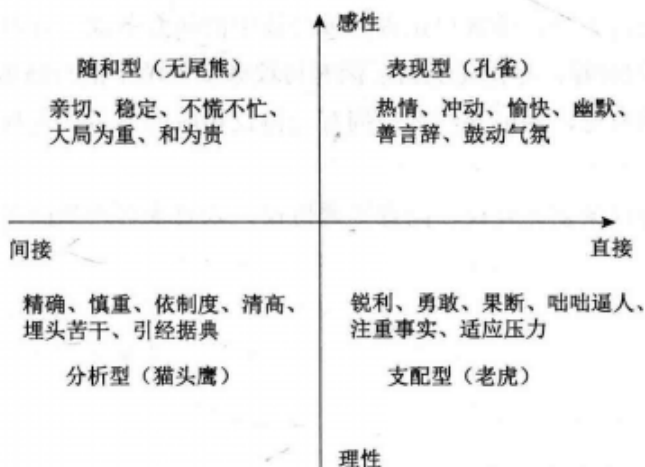 感性
随和型（无尾熊）
亲切、稳定、不慌不忙、
大局为重、和为贵
表现型（孔雀）
热情、冲动、愉快、幽默、
善言辞、鼓动气氛
间接
直接
精确、慎重、依制度、清高、
埋头苦干、引经据典
分析型（猫头鹰）
锐利、勇敢、果断、咄咄逼人、
注重事实、适应压力
支配型（老虎）
理性